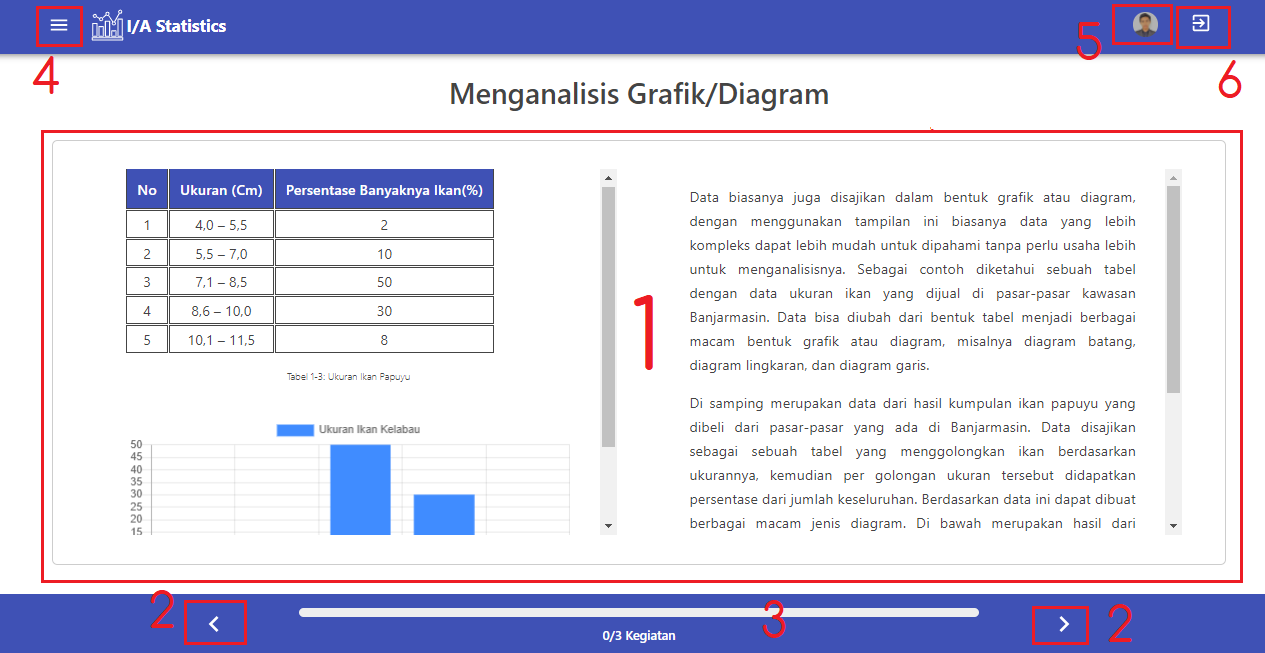 I/A Statistics
4
5
6
Menganalisis Grafik/Diagram
No Ukuran (Cm) Persentase Banyaknya Ikan(%)
1 4,0 – 5,5 2
2 5,5 – 7,0 10
3 7,1 – 8,5 50
4 8,6 – 10,0 30
5 10,1 – 11,5 8
Tabel 1-3: Ukuran Ikan Papuyu
Ukuran Ikan Kelabau
50
45
40
35
30
25
20
15
1
Data biasanya juga disajikan dalam bentuk grafik atau diagram,
dengan menggunakan tampilan ini biasanya data yang lebih
kompleks dapat lebih mudah untuk dipahami tanpa perlu usaha lebih
untuk menganalisisnya. Sebagai contoh diketahui sebuah tabel
dengan data ukuran ikan yang dijual di pasar-pasar kawasan
Banjarmasin. Data bisa diubah dari bentuk tabel menjadi berbagai
macam bentuk grafik atau diagram, misalnya diagram batang,
diagram lingkaran, dan diagram garis.
Di samping merupakan data dari hasil kumpulan ikan papuyu yang
dibeli dari pasar-pasar yang ada di Banjarmasin. Data disajikan
sebagai sebuah tabel yang menggolongkan ikan berdasarkan
ukurannya, kemudian per golongan ukuran tersebut didapatkan
persentase dari jumlah keseluruhan. Berdasarkan data ini dapat dibuat
berbagai macam jenis diagram. Di bawah merupakan hasil dari
2
3
0/3 Kegiatan
2